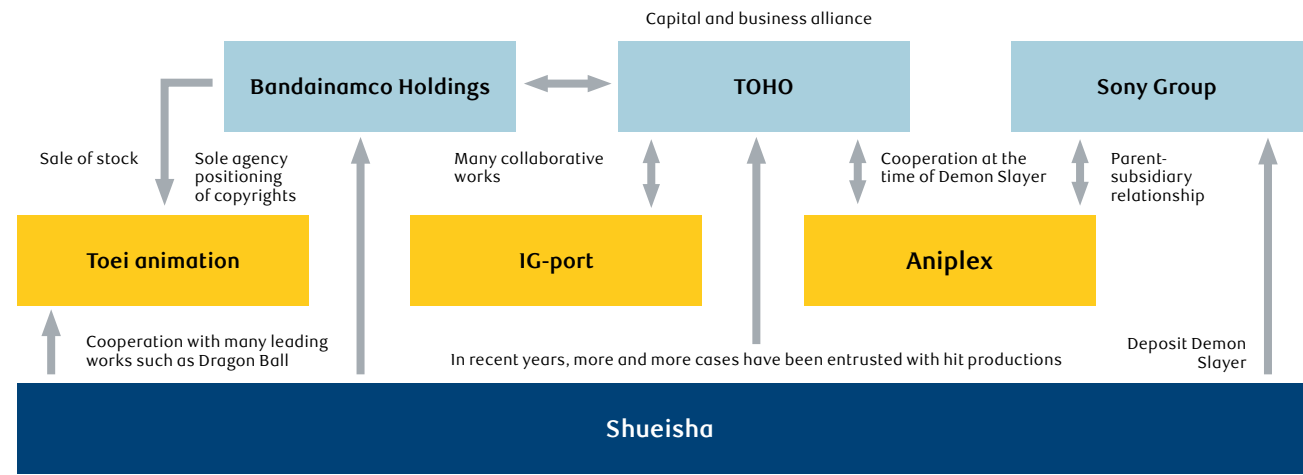 Capital and business alliance
Bandainamco Holdings
TOHO
Sony Group
Sale of stock
Sole agency
positioning
of copyrights
Many collaborative
works
Cooperation at the
time of Demon Slayer
Parent-
subsidiary
relationship
Toei animation
IG-port
Aniplex
Cooperation with many leading
works such as Dragon Ball
In recent years, more and more cases have been entrusted with hit productions
Deposit Demon
Slayer
Shueisha